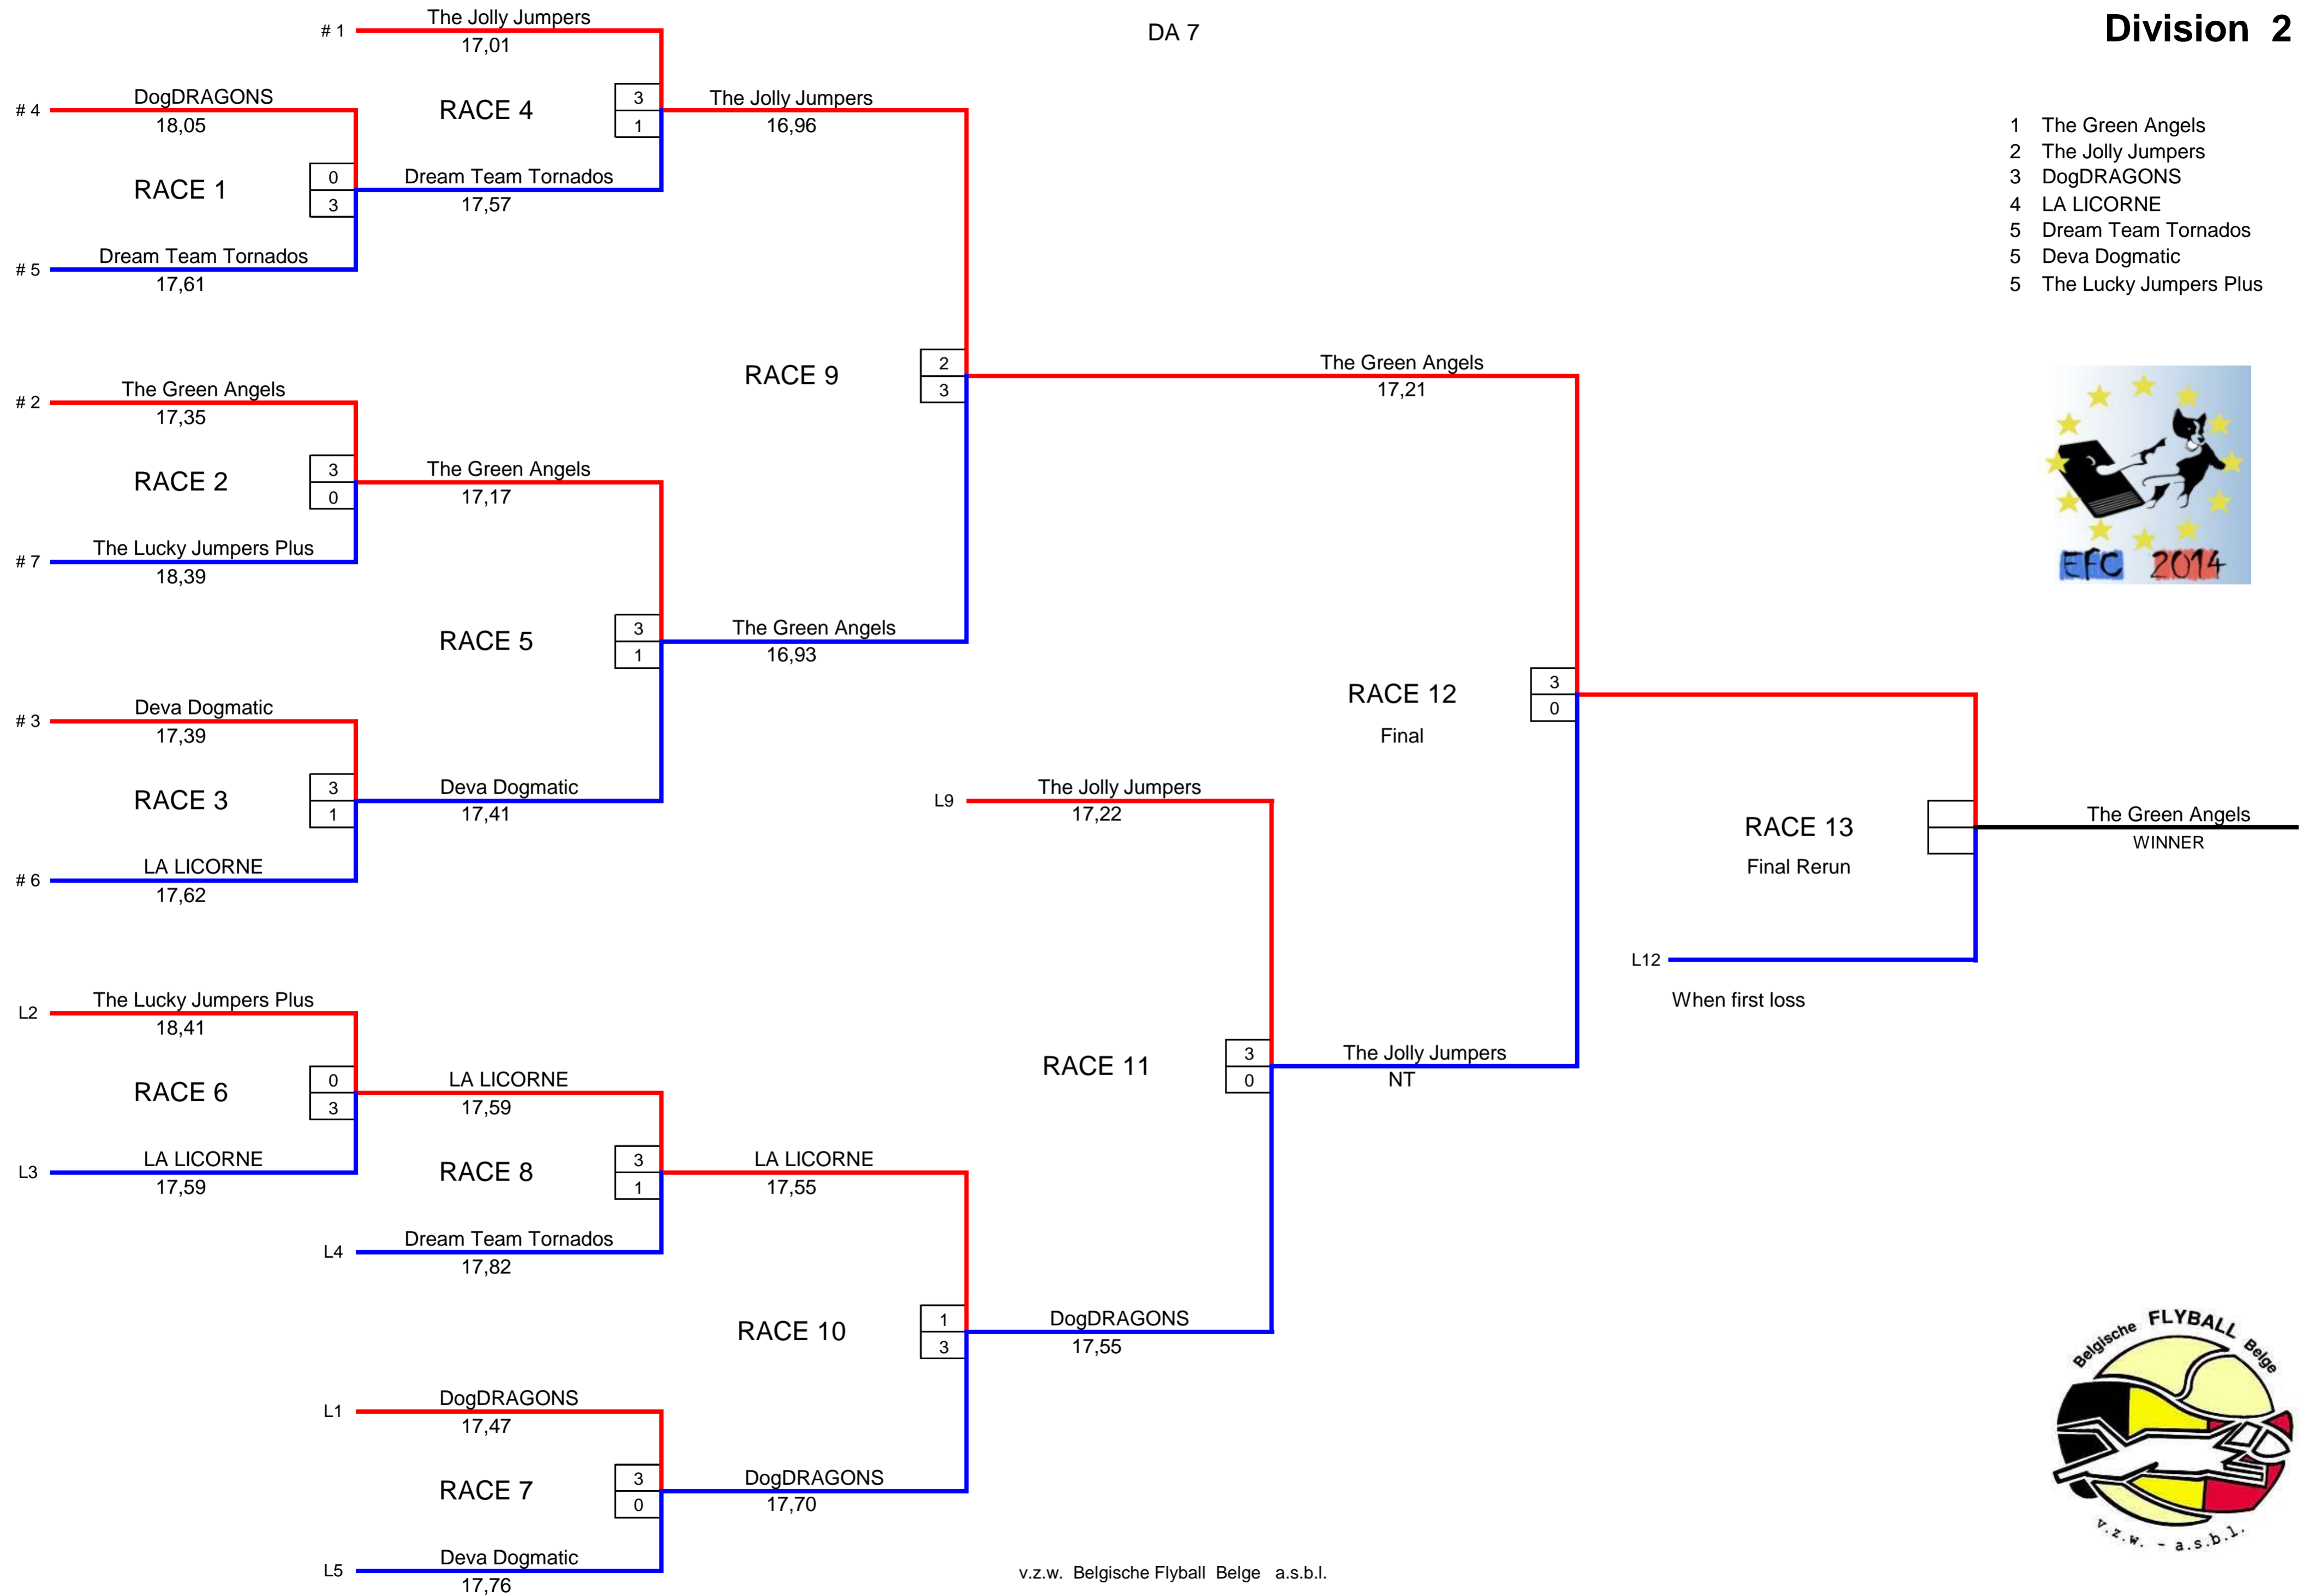 Division 2
DA 7
# 1
The Jolly Jumpers
17,01
# 4
DogDRAGONS
18,05
RACE 4
3
1
The Jolly Jumpers
16,96
RACE 1
0
3
Dream Team Tornados
17,57
# 5
Dream Team Tornados
17,61
1 The Green Angels
2 The Jolly Jumpers
3 DogDRAGONS
4 LA LICORNE
5 Dream Team Tornados
5 Deva Dogmatic
5 The Lucky Jumpers Plus
RACE 9
2
3
The Green Angels
17,21
# 2
The Green Angels
17,35
RACE 2
3
0
The Green Angels
17,17
# 7
The Lucky Jumpers Plus
18,39
EFC 2014
RACE 5
3
1
The Green Angels
16,93
# 3
Deva Dogmatic
17,39
RACE 12
Final
3
0
RACE 3
3
1
Deva Dogmatic
17,41
L9
The Jolly Jumpers
17,22
RACE 13
Final Rerun
The Green Angels
WINNER
# 6
LA LICORNE
17,62
L12
When first loss
L2
The Lucky Jumpers Plus
18,41
RACE 6
0
3
LA LICORNE
17,59
RACE 11
3
0
The Jolly Jumpers
NT
L3
LA LICORNE
17,59
RACE 8
3
1
LA LICORNE
17,55
L4
Dream Team Tornados
17,82
RACE 10
1
3
DogDRAGONS
17,55
L1
DogDRAGONS
17,47
RACE 7
3
0
DogDRAGONS
17,70
L5
Deva Dogmatic
17,76
Belgische FLYBALL Belge
v.z.w. - a.s.b.l.
v.z.w. Belgische Flyball Belge a.s.b.l.